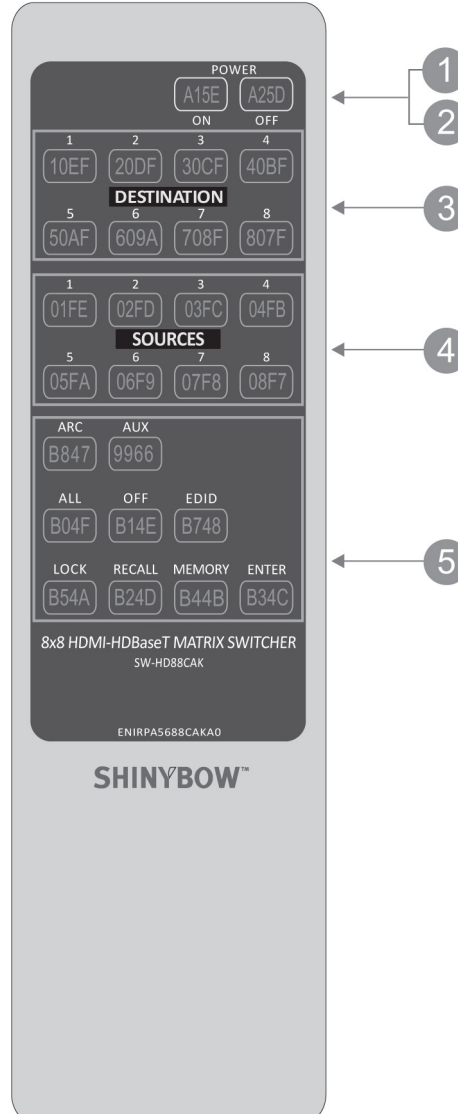 POWER
A15E A25D
ON OFF
1 2 3 4
10EF 20DF 30CF 40BF
DESTINATION
5 6 7 8
50AF 609A 708F 807F
1 2 3 4
01FE 02FD 03FC 04FB
SOURCES
5 6 7 8
05FA 06F9 07F8 08F7
ARC AUX
B847 9966
ALL OFF EDID
B04F B14E B748
LOCK RECALL MEMORY ENTER
B54A B24D B44B B34C
8x8 HDMI-HDBaseT MATRIX SWITCHER
SW-HD88CAK
ENIRPA5688CAKA0
SHINYBOW™
1
2
3
4
5